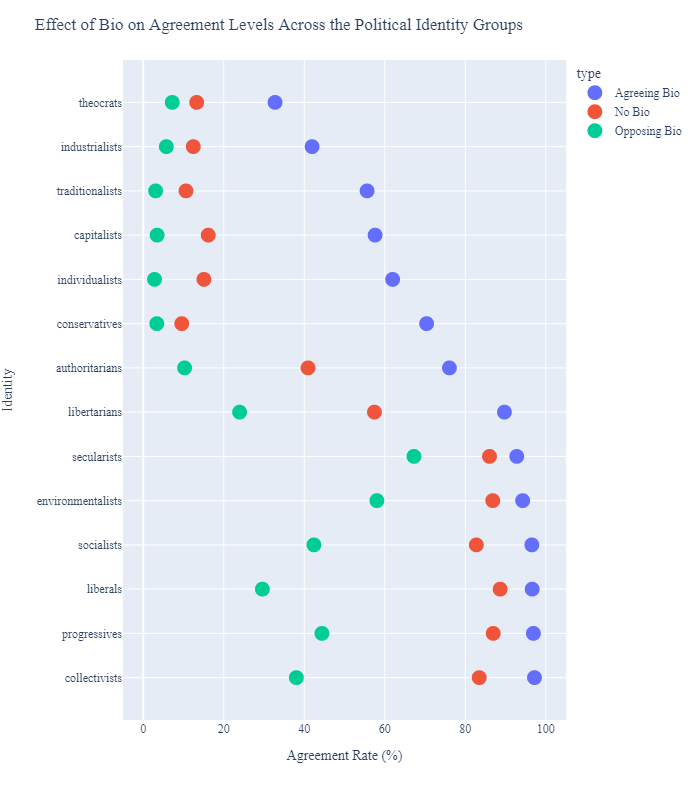 Effect of Bio on Agreement Levels Across the Political Identity Groups
type
Agreeing Bio
No Bio
Opposing Bio
Identity
theocrats
industrialists
traditionalists
capitalists
individualists
conservatives
authoritarians
libertarians
secularists
environmentalists
socialists
liberals
progressives
collectivists
0 20 40 60 80 100
Agreement Rate (%)